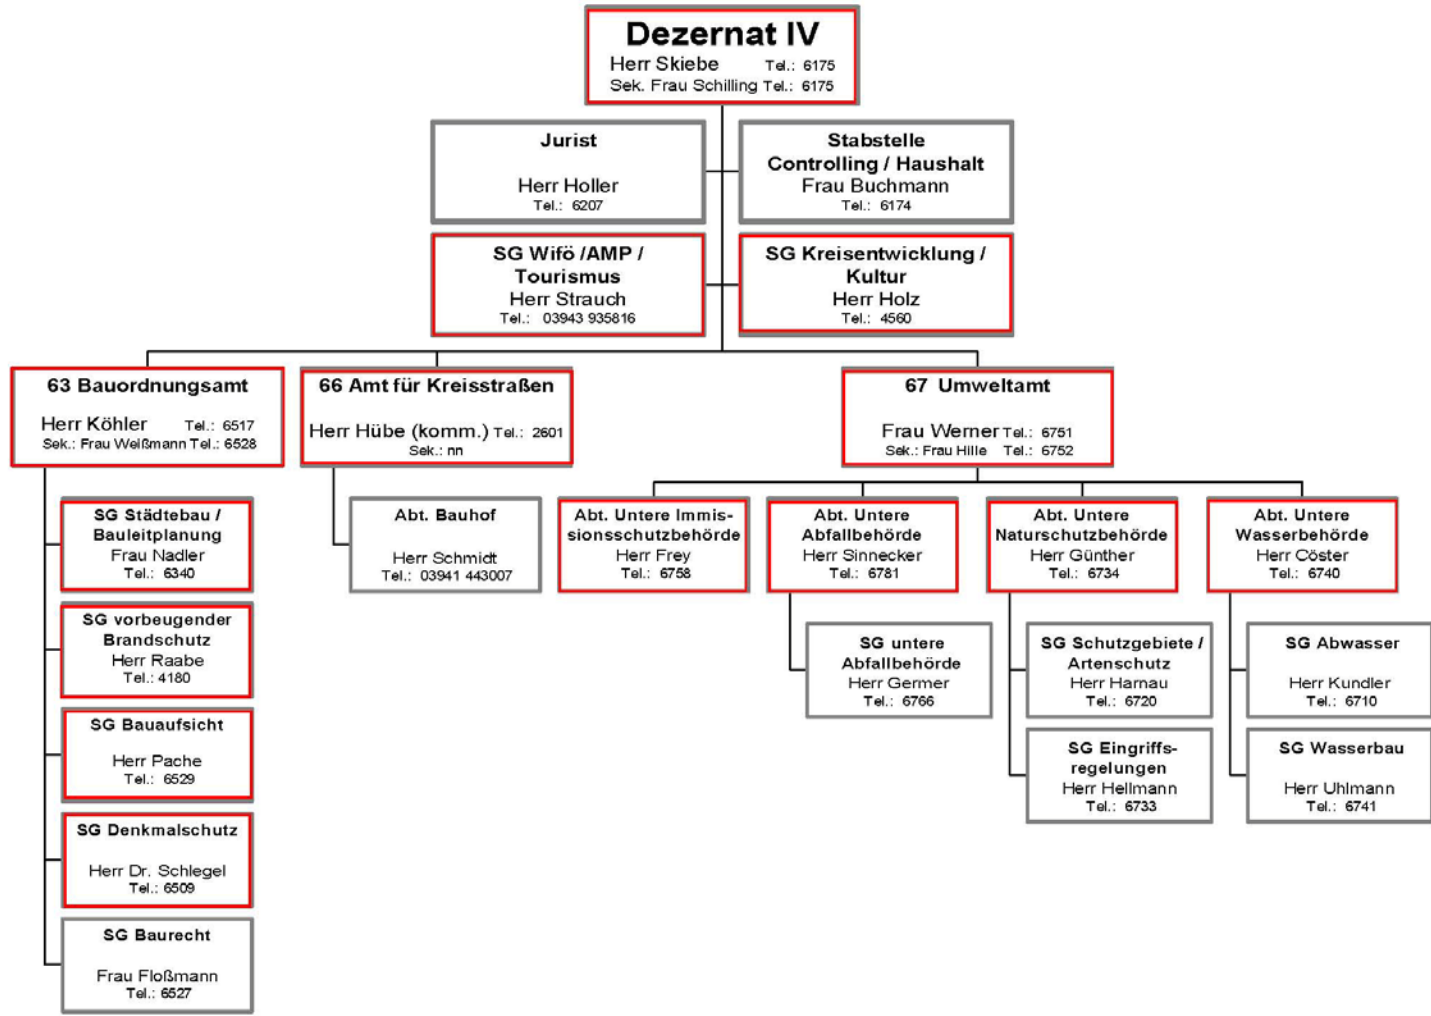 Dezernat IV
Herr Skiebe Tel.: 6175
Sek. Frau Schilling Tel.: 6175
Jurist
Herr Holler
Tel.: 6207
Stabstelle
Controlling / Haushalt
Frau Buchmann
Tel.: 6174
SG Wifö /AMP /
Tourismus
Herr Strauch
Tel.: 03943 935816
SG Kreisentwicklung /
Kultur
Herr Holz
Tel.: 4560
63 Bauordnungsamt
Herr Köhler Tel.: 6517
Sek.: Frau Weißmann Tel.: 6528
66 Amt für Kreisstraßen
Herr Hübe (komm.) Tel.: 2601
Sek.: nn
67 Umweltamt
Frau Werner Tel.: 6751
Sek.: Frau Hille Tel.: 6752
SG Städtebau /
Bauleitplanung
Frau Nadler
Tel.: 6340
SG vorbeugender
Brandschutz
Herr Raabe
Tel.: 4180
SG Bauaufsicht
Herr Pache
Tel.: 6529
SG Denkmalschutz
Herr Dr. Schlegel
Tel.: 6509
SG Baurecht
Frau Floßmann
Tel.: 6527
Abt. Bauhof
Herr Schmidt
Tel.: 03941 443007
Abt. Untere Immis-
sionsschutzbehörde
Herr Frey
Tel.: 6758
Abt. Untere
Abfallbehörde
Herr Sinnecker
Tel.: 6781
SG untere
Abfallbehörde
Herr Germer
Tel.: 6766
Abt. Untere
Naturschutzbehörde
Herr Günther
Tel.: 6734
SG Schutzgebiete /
Artenschutz
Herr Harnau
Tel.: 6720
SG Eingriffs-
regelungen
Herr Hellmann
Tel.: 6733
Abt. Untere
Wasserbehörde
Herr Cöster
Tel.: 6740
SG Abwasser
Herr Kundler
Tel.: 6710
SG Wasserbau
Herr Uhlmann
Tel.: 6741